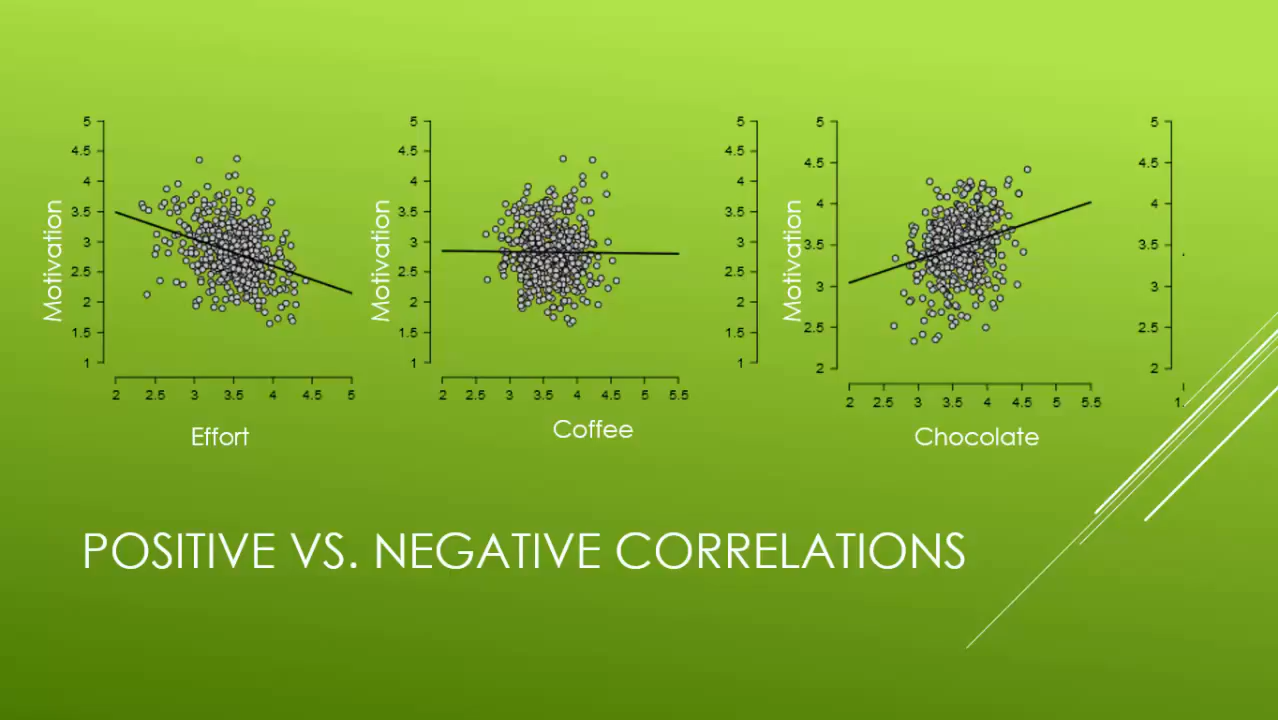 5 5 5 5 5
4.5 4.5 4.5 4.5 4.5
4 4 4 4 4
3.5 3.5 3.5 3.5 3.5
3 3 3 3 3
2.5 2.5 2.5 2.5 2.5
2 2 2 2 2
1.5 1.5 1.5
1 1 1
Motivation
Motivation
Motivation
2 2.5 3 3.5 4 4.5 5
2 2.5 3 3.5 4 4.5 5 5.5
2 2.5 3 3.5 4 4.5 5 5.5
1.
Effort
Coffee
Chocolate
POSITIVE VS. NEGATIVE CORRELATIONS